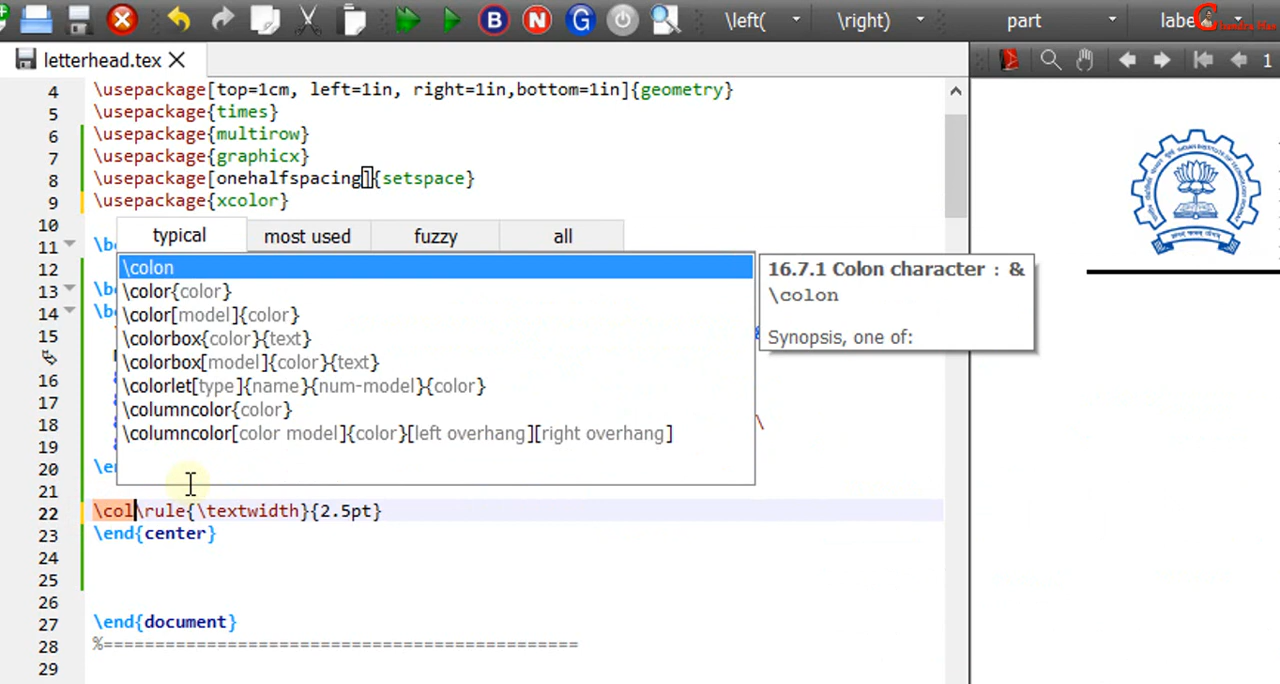 B N G \left( \right) part label
letterhead.tex
1
4 \usepackage[top=1cm, left=1in, right=1in,bottom=1in]{geometry}
5 \usepackage{times}
6 \usepackage{multirow}
7 \usepackage{graphicx}
8 \usepackage[onehalfspacing]{setspace}
9 \usepackage{xcolor}
10
11 \b
12
13 \b
14 \b
15
16
17
18 \
19
20 \e
21
22 \col\rule{\textwidth}{2.5pt}
23 \end{center}
24
25
26
27 \end{document}
28 %=============================================
29
typical most used fuzzy all
\colon
\color{color}
\color[model]{color}
\colorbox{color}{text}
\colorbox[model]{color}{text}
\colorlet[type]{name}{num-model}{color}
\columncolor{color}
\columncolor[color model]{color}[left overhang][right overhang]
16.7.1 Colon character : &
\colon
Synopsis, one of: